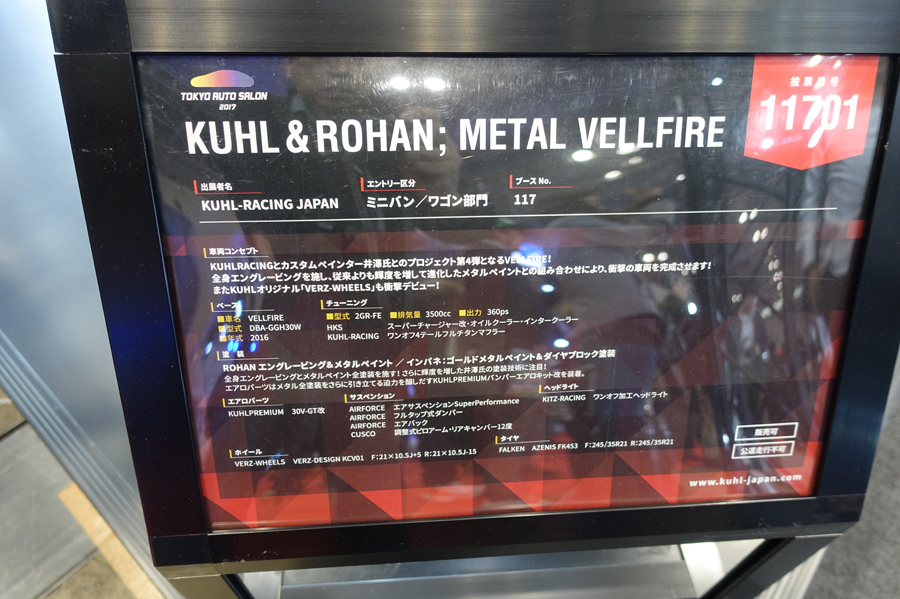 TOKYO AUTO SALON
2017
投票番号
11701
KUHL & ROHAN; METAL VELLFIRE
出展者名
KUHL-RACING JAPAN
エントリー区分
ミニバン／ワゴン部門
ブース No.
117
車両コンセプト
KUHLRACINGとカスタムペインター井澤氏とのプロジェクト第4弾となるVELLFIRE!
全身エングレービングを施し、従来よりも輝度を増して進化したメタルペイントとの組み合わせにより、衝撃の車両を完成させます!
またKUHLオリジナル「VERZ-WHEELS」も衝撃デビュー!
ベース
■車名 VELLFIRE
■型式 DBA-GGH30W
■年式 2016
チューニング
■型式 2GR-FE ■排気量 3500cc ■出力 360ps
HKS スーパーチャージャー改・オイルクーラー・インタークーラー
KUHL-RACING ワンオフ4テールフルチタンマフラー
塗 装
ROHAN エングレービング&メタルペイント ／ インパネ：ゴールドメタルペイント&ダイヤブロック塗装
全身エングレービングとメタルペイント全塗装を施す! さらに輝度を増した井澤氏の塗装技術に注目!
エアロパーツはメタル全塗装をさらに引き立てる迫力を醸しだすKUHLPREMIUMバンパーエアロキット改を装着。
エアロパーツ
KUHLPREMIUM 30V-GT改
サスペンション
AIRFORCE エアサスペンションSuperPerformance
AIRFORCE フルタップ式ダンパー
AIRFORCE エアバック
CUSCO 調整式ピロアーム・リアキャンバー12度
ヘッドライト
KITZ-RACING ワンオフ加工ヘッドライト
ホイール
VERZ-WHEELS VERZ-DESIGN KCV01 F:21×10.5J+5 R:21×10.5J-15
タイヤ
FALKEN AZENIS FK453 F:245/35R21 R:245/35R21
販売可
公道走行不可
www.kuhl-japan.com